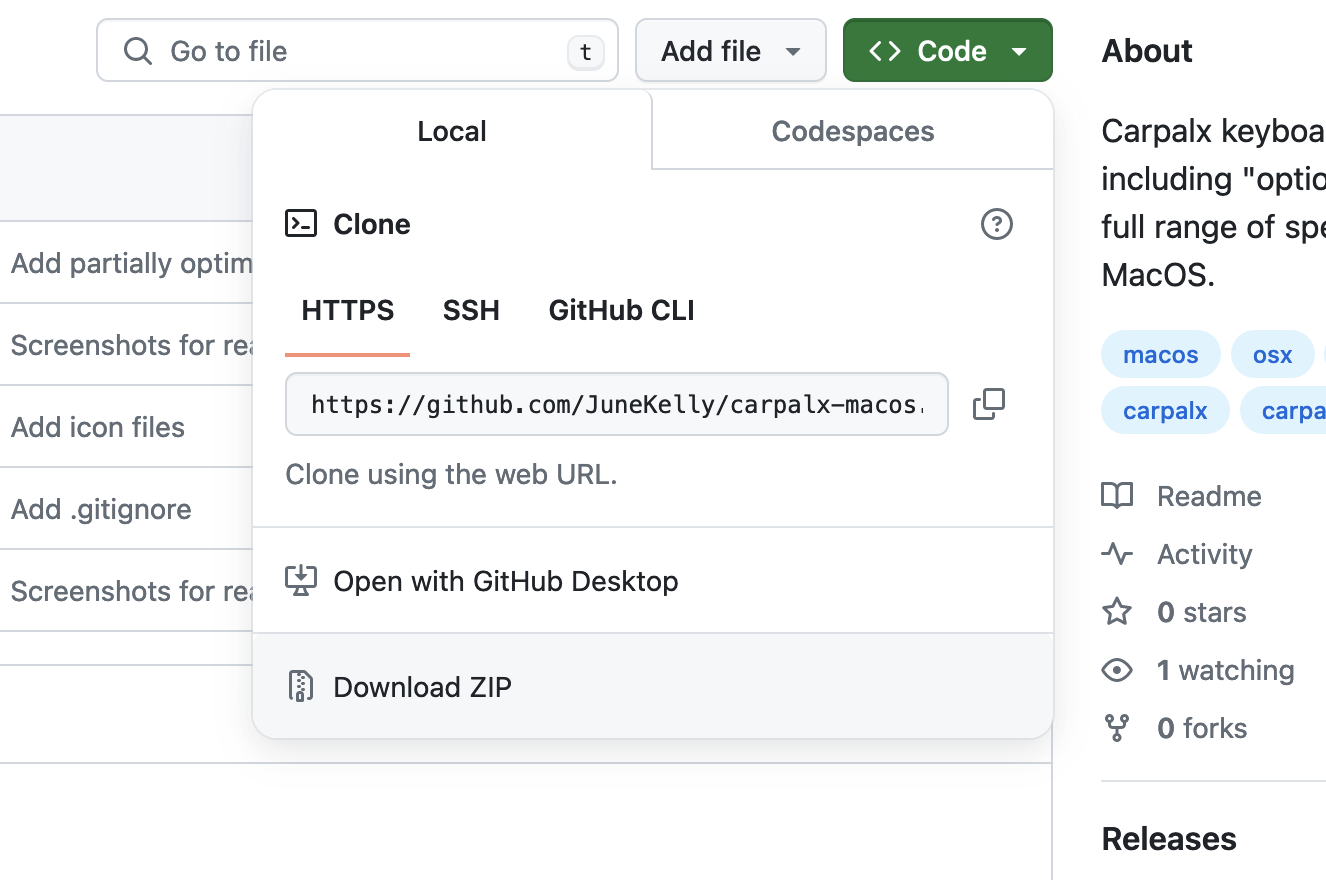 Go to file
t
Add file
Code
Local
Codespaces
Clone
HTTPS
SSH
GitHub CLI
https://github.com/JuneKelly/carpalx-macos.
Clone using the web URL.
Open with GitHub Desktop
Download ZIP
Add partially optim
Screenshots for rea
Add icon files
Add .gitignore
Screenshots for rea
About
Carpalx keyboa
including "optio
full range of spe
MacOS.
macos
osx
carpalx
carpa
Readme
Activity
0 stars
1 watching
0 forks
Releases